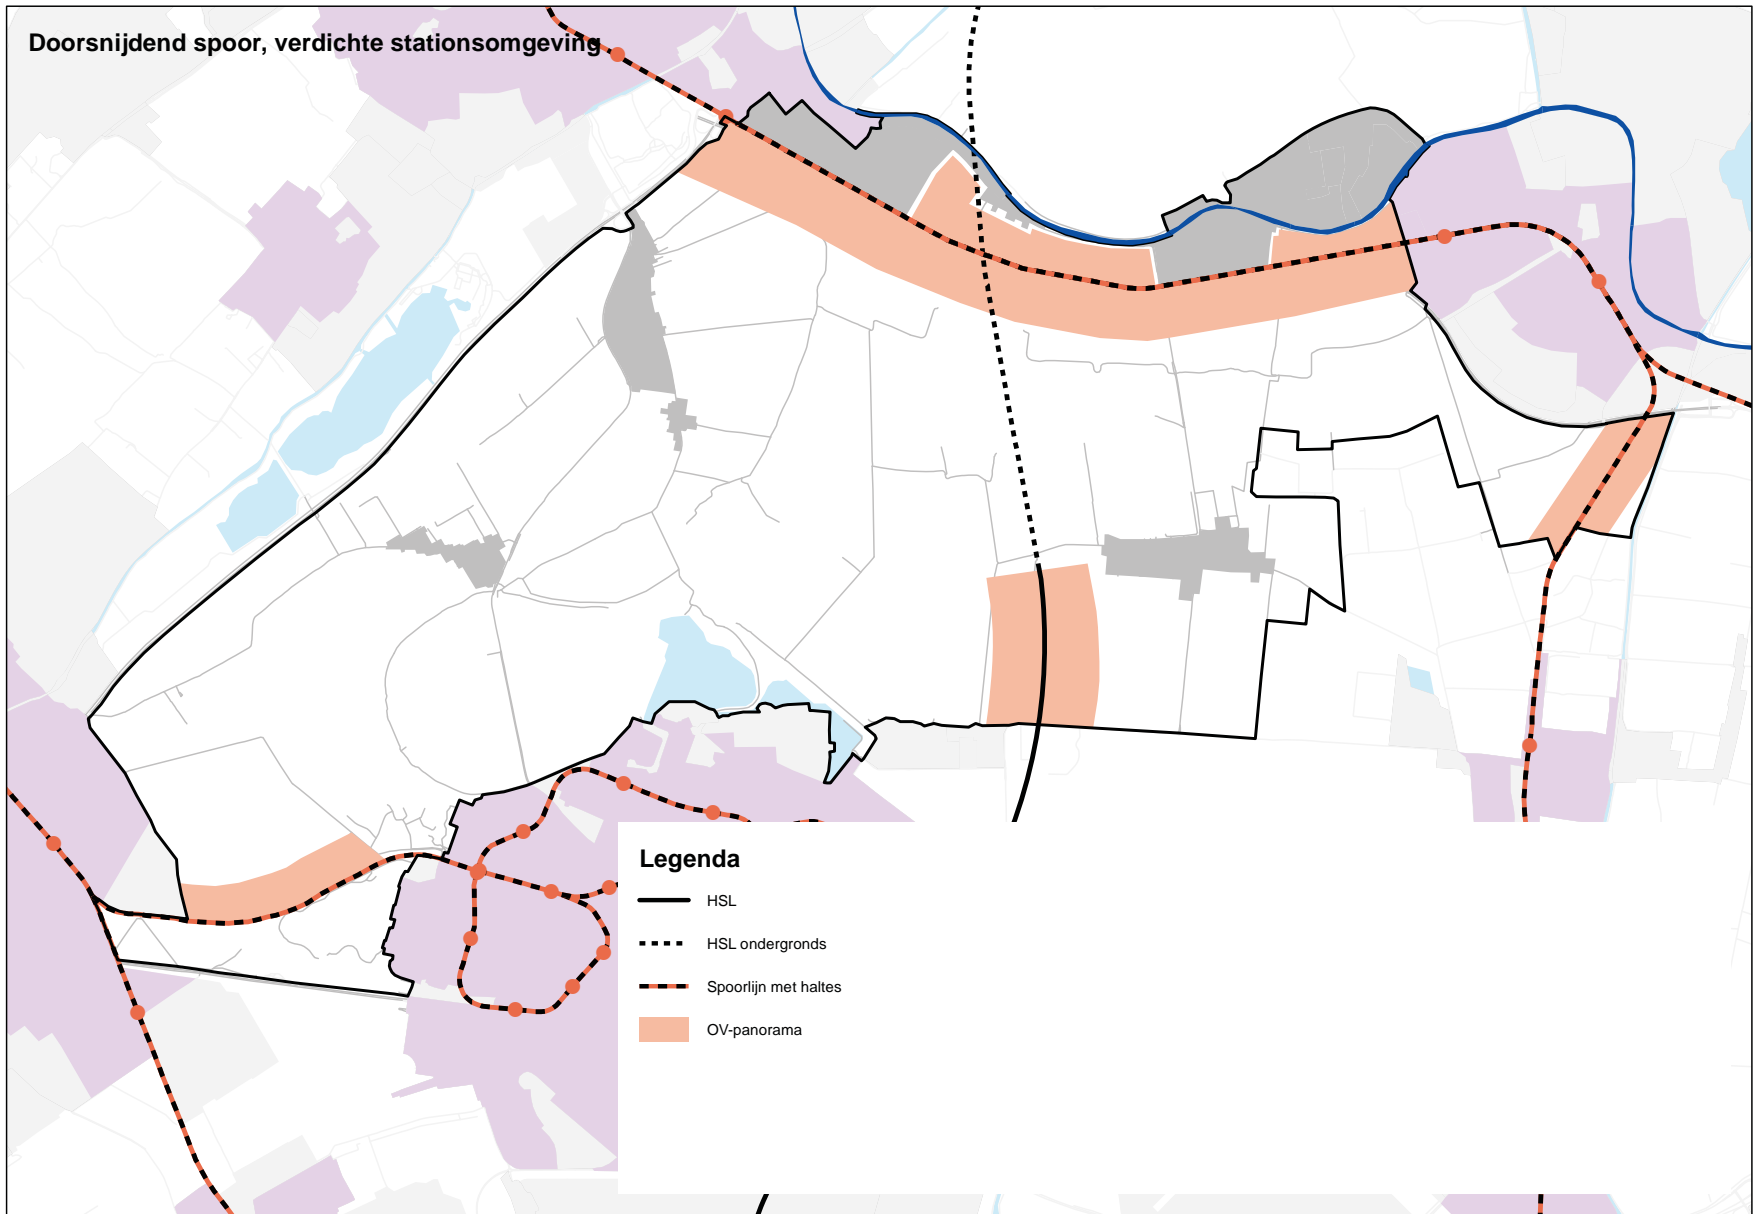 Doorsnijdend spoor, verdichte stationsomgeving
Legenda
HSL
HSL ondergronds
Spoorlijn met haltes
OV-panorama